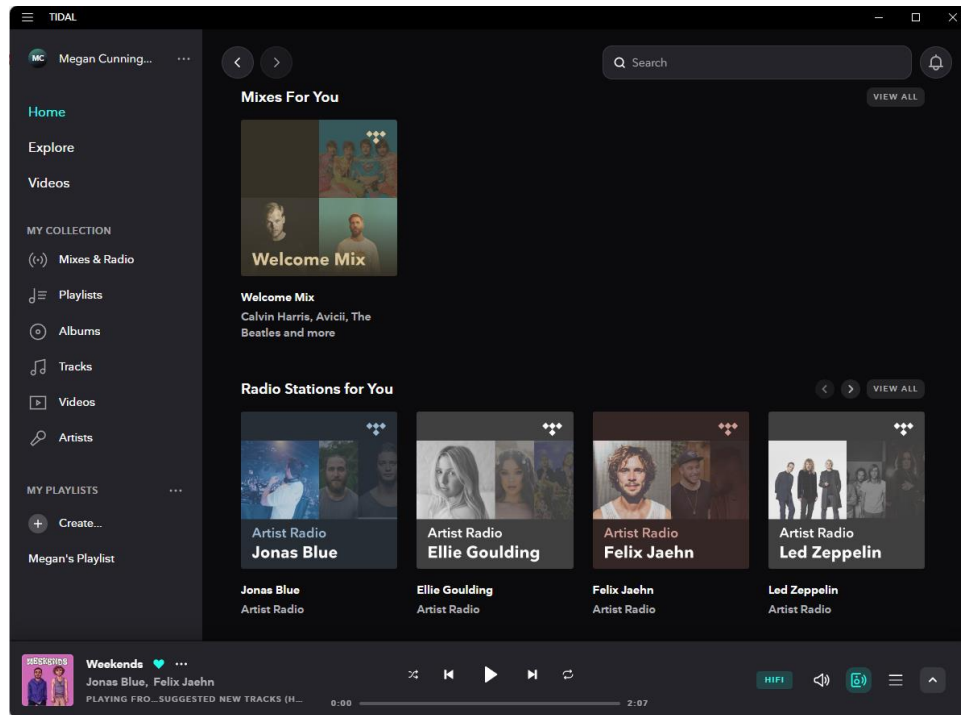 TIDAL
MC
Megan Cunning... ...
Home
Explore
Videos
MY COLLECTION
Mixes & Radio
Playlists
Albums
Tracks
Videos
Artists
MY PLAYLISTS ...
Create...
Megan's Playlist
Search
Mixes For You
VIEW ALL
Welcome Mix
Welcome Mix
Calvin Harris, Avicii, The
Beatles and more
Radio Stations for You
VIEW ALL
Artist Radio
Jonas Blue
Jonas Blue
Artist Radio
Artist Radio
Ellie Goulding
Ellie Goulding
Artist Radio
Artist Radio
Felix Jaehn
Felix Jaehn
Artist Radio
Artist Radio
Led Zeppelin
Led Zeppelin
Artist Radio
WEEKENDS
Weekends ...
Jonas Blue, Felix Jaehn
PLAYING FRO...SUGGESTED NEW TRACKS (H...
0:00
2:07
HIFI